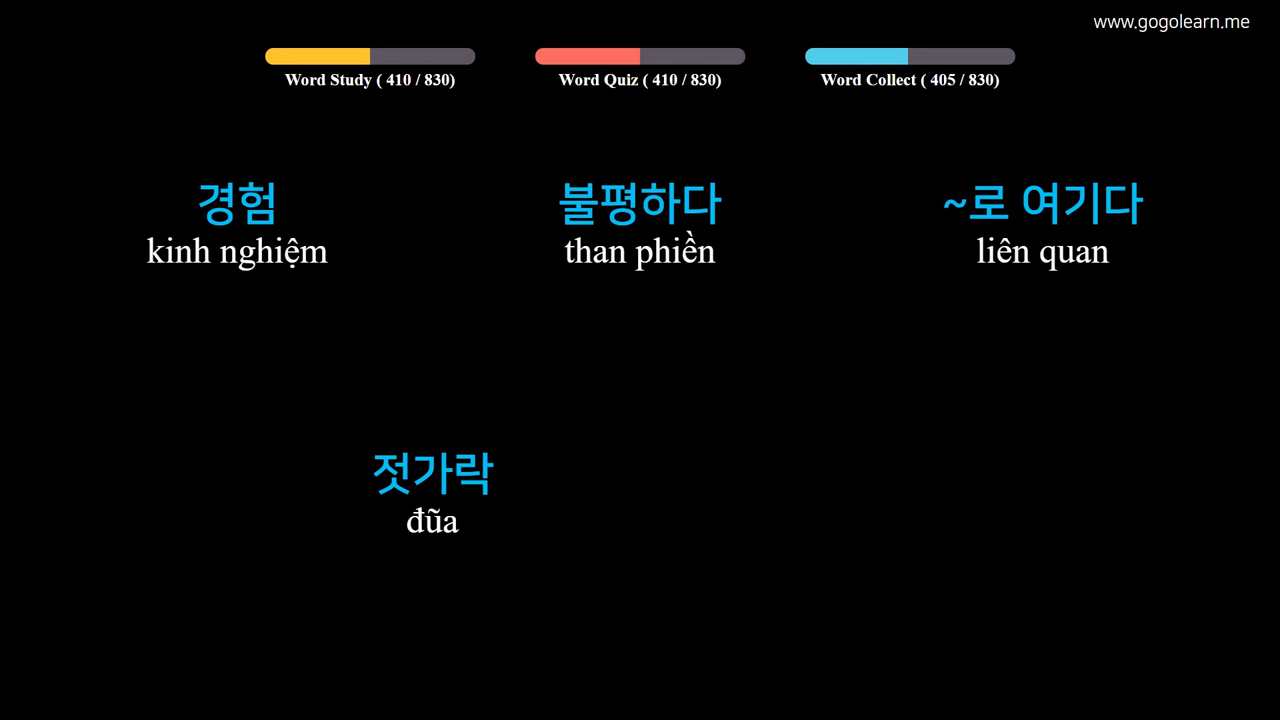 www.gogolearn.me
Word Study ( 410 / 830)
Word Quiz ( 410 / 830)
Word Collect ( 405 / 830)
경험
kinh nghiệm
불평하다
than phiền
~로 여기다
liên quan
젓가락
đũa